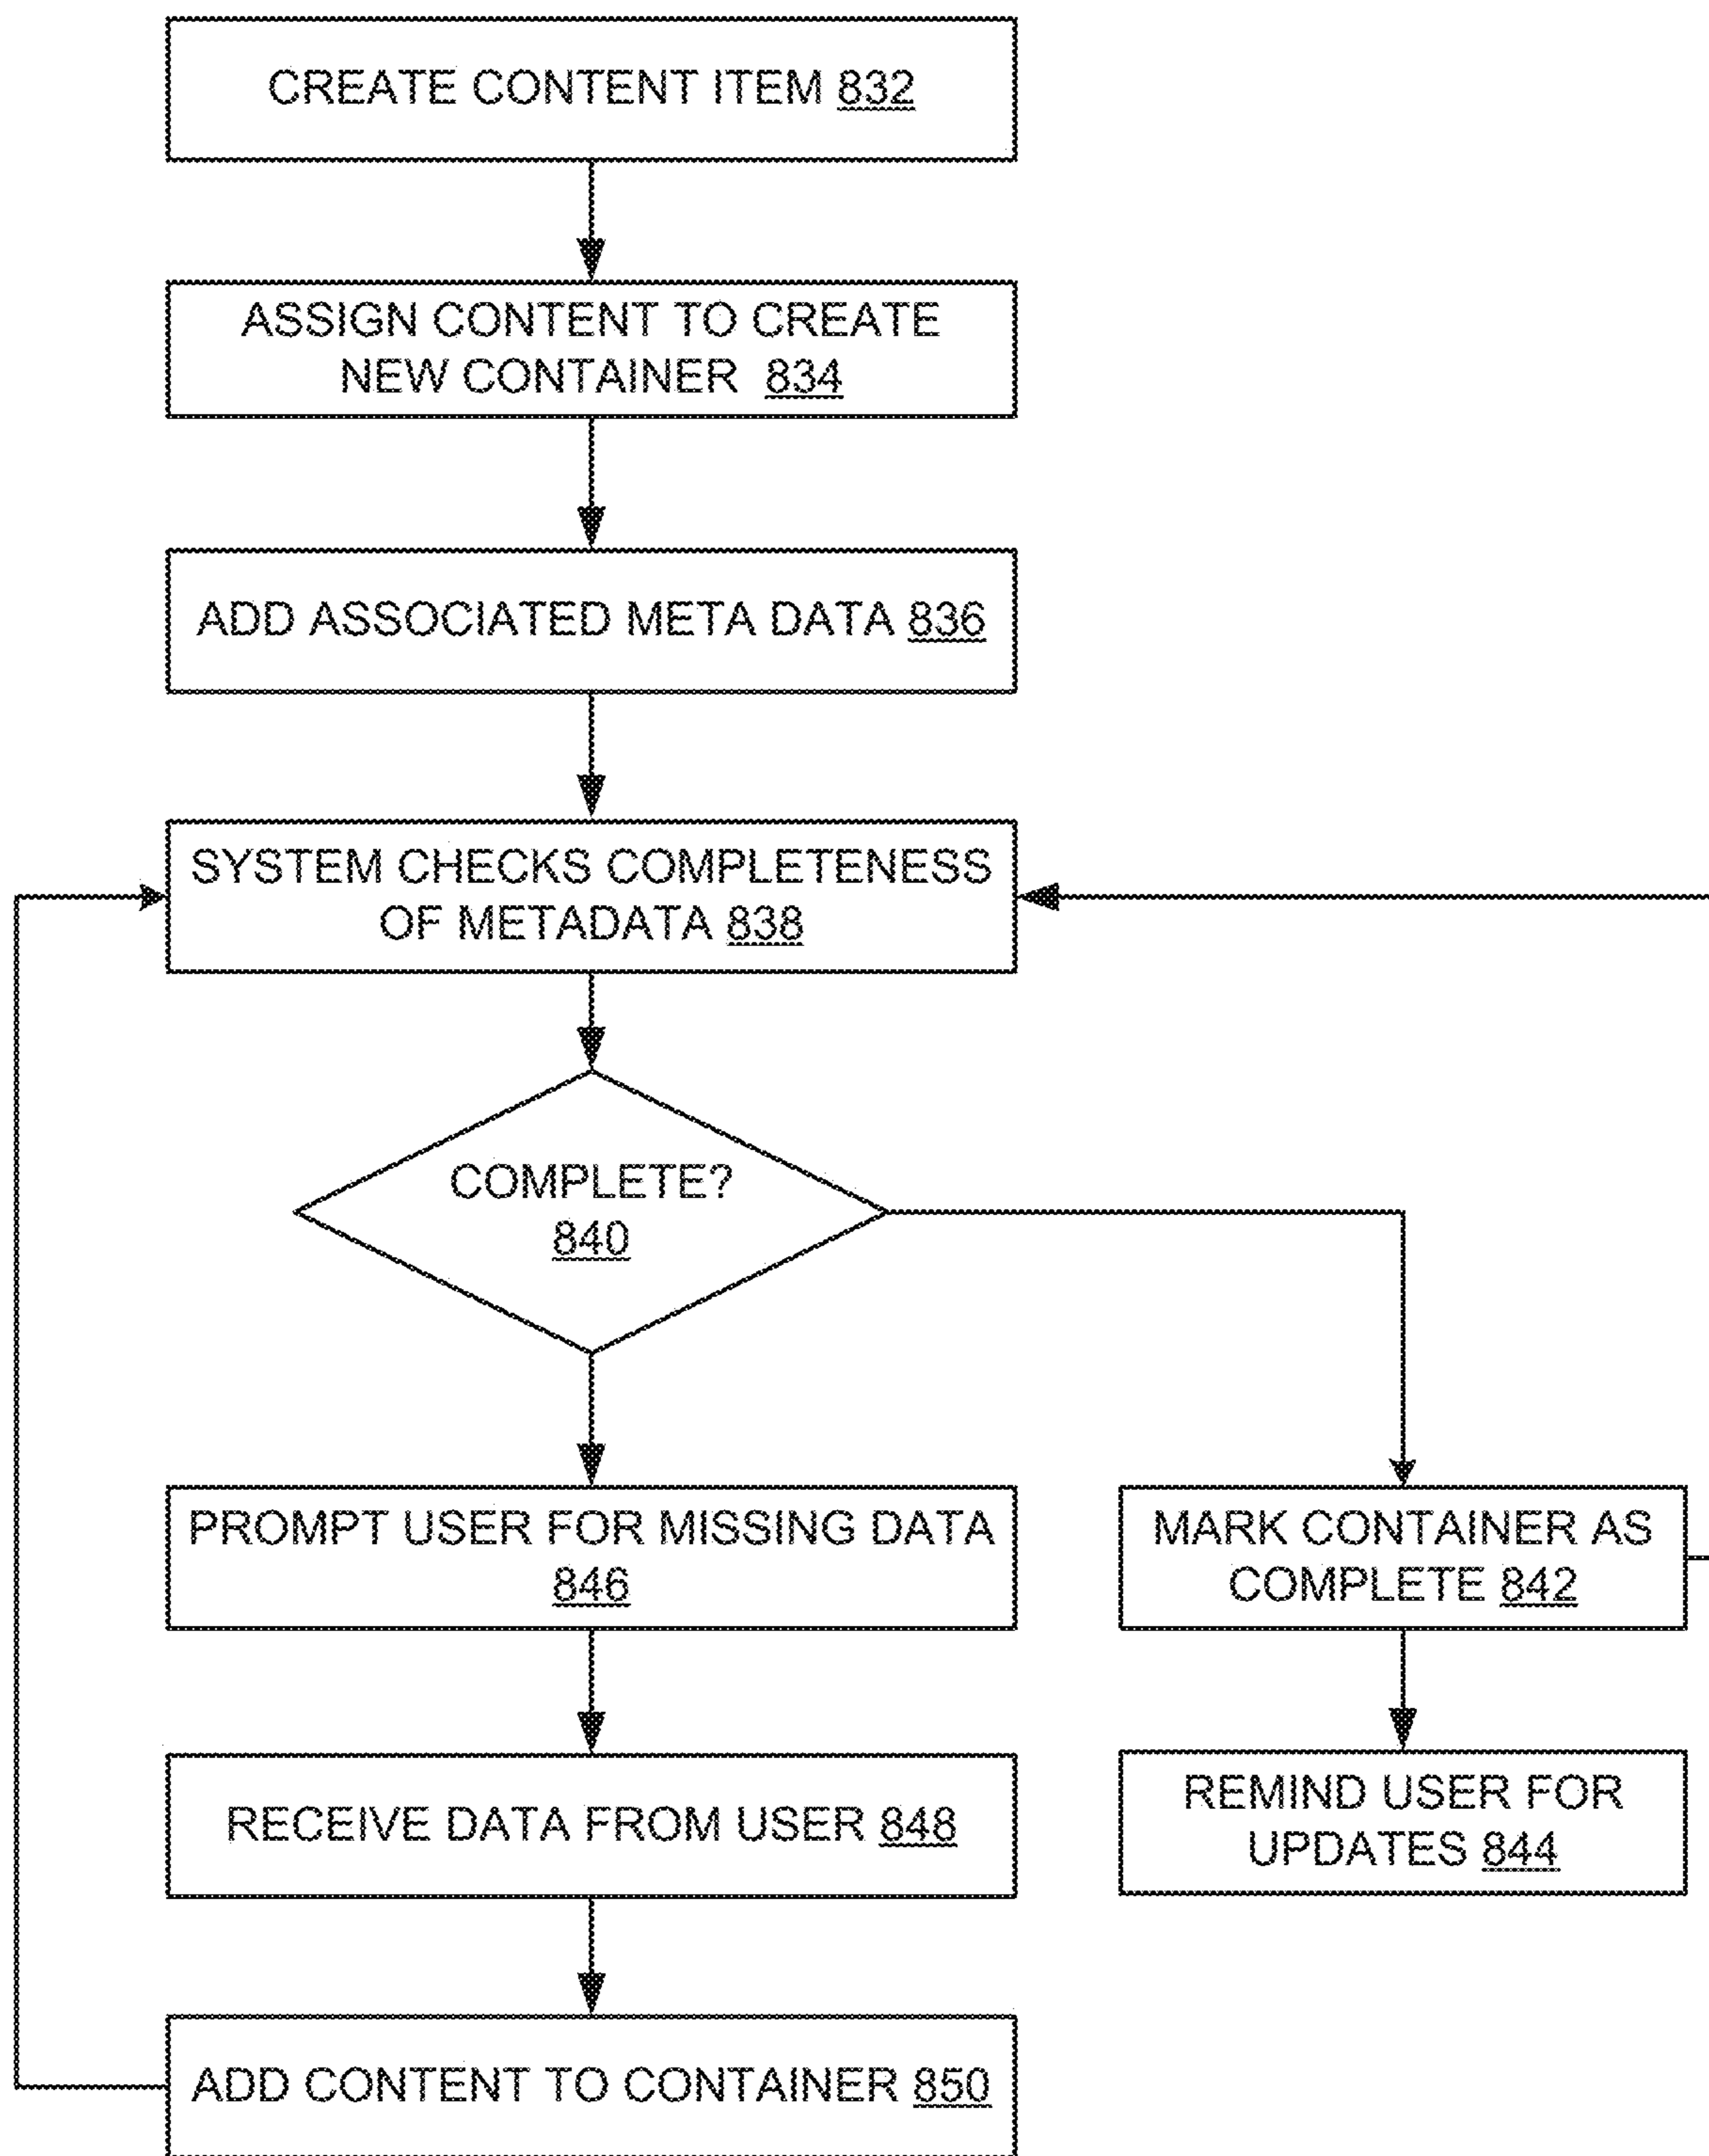 CREATE CONTENT ITEM 832
ASSIGN CONTENT TO CREATE
NEW CONTAINER 834
ADD ASSOCIATED META DATA 836
SYSTEM CHECKS COMPLETENESS
OF METADATA 838
COMPLETE?
840
PROMPT USER FOR MISSING DATA
846
MARK CONTAINER AS
COMPLETE 842
RECEIVE DATA FROM USER 848
REMIND USER FOR
UPDATES 844
ADD CONTENT TO CONTAINER 850